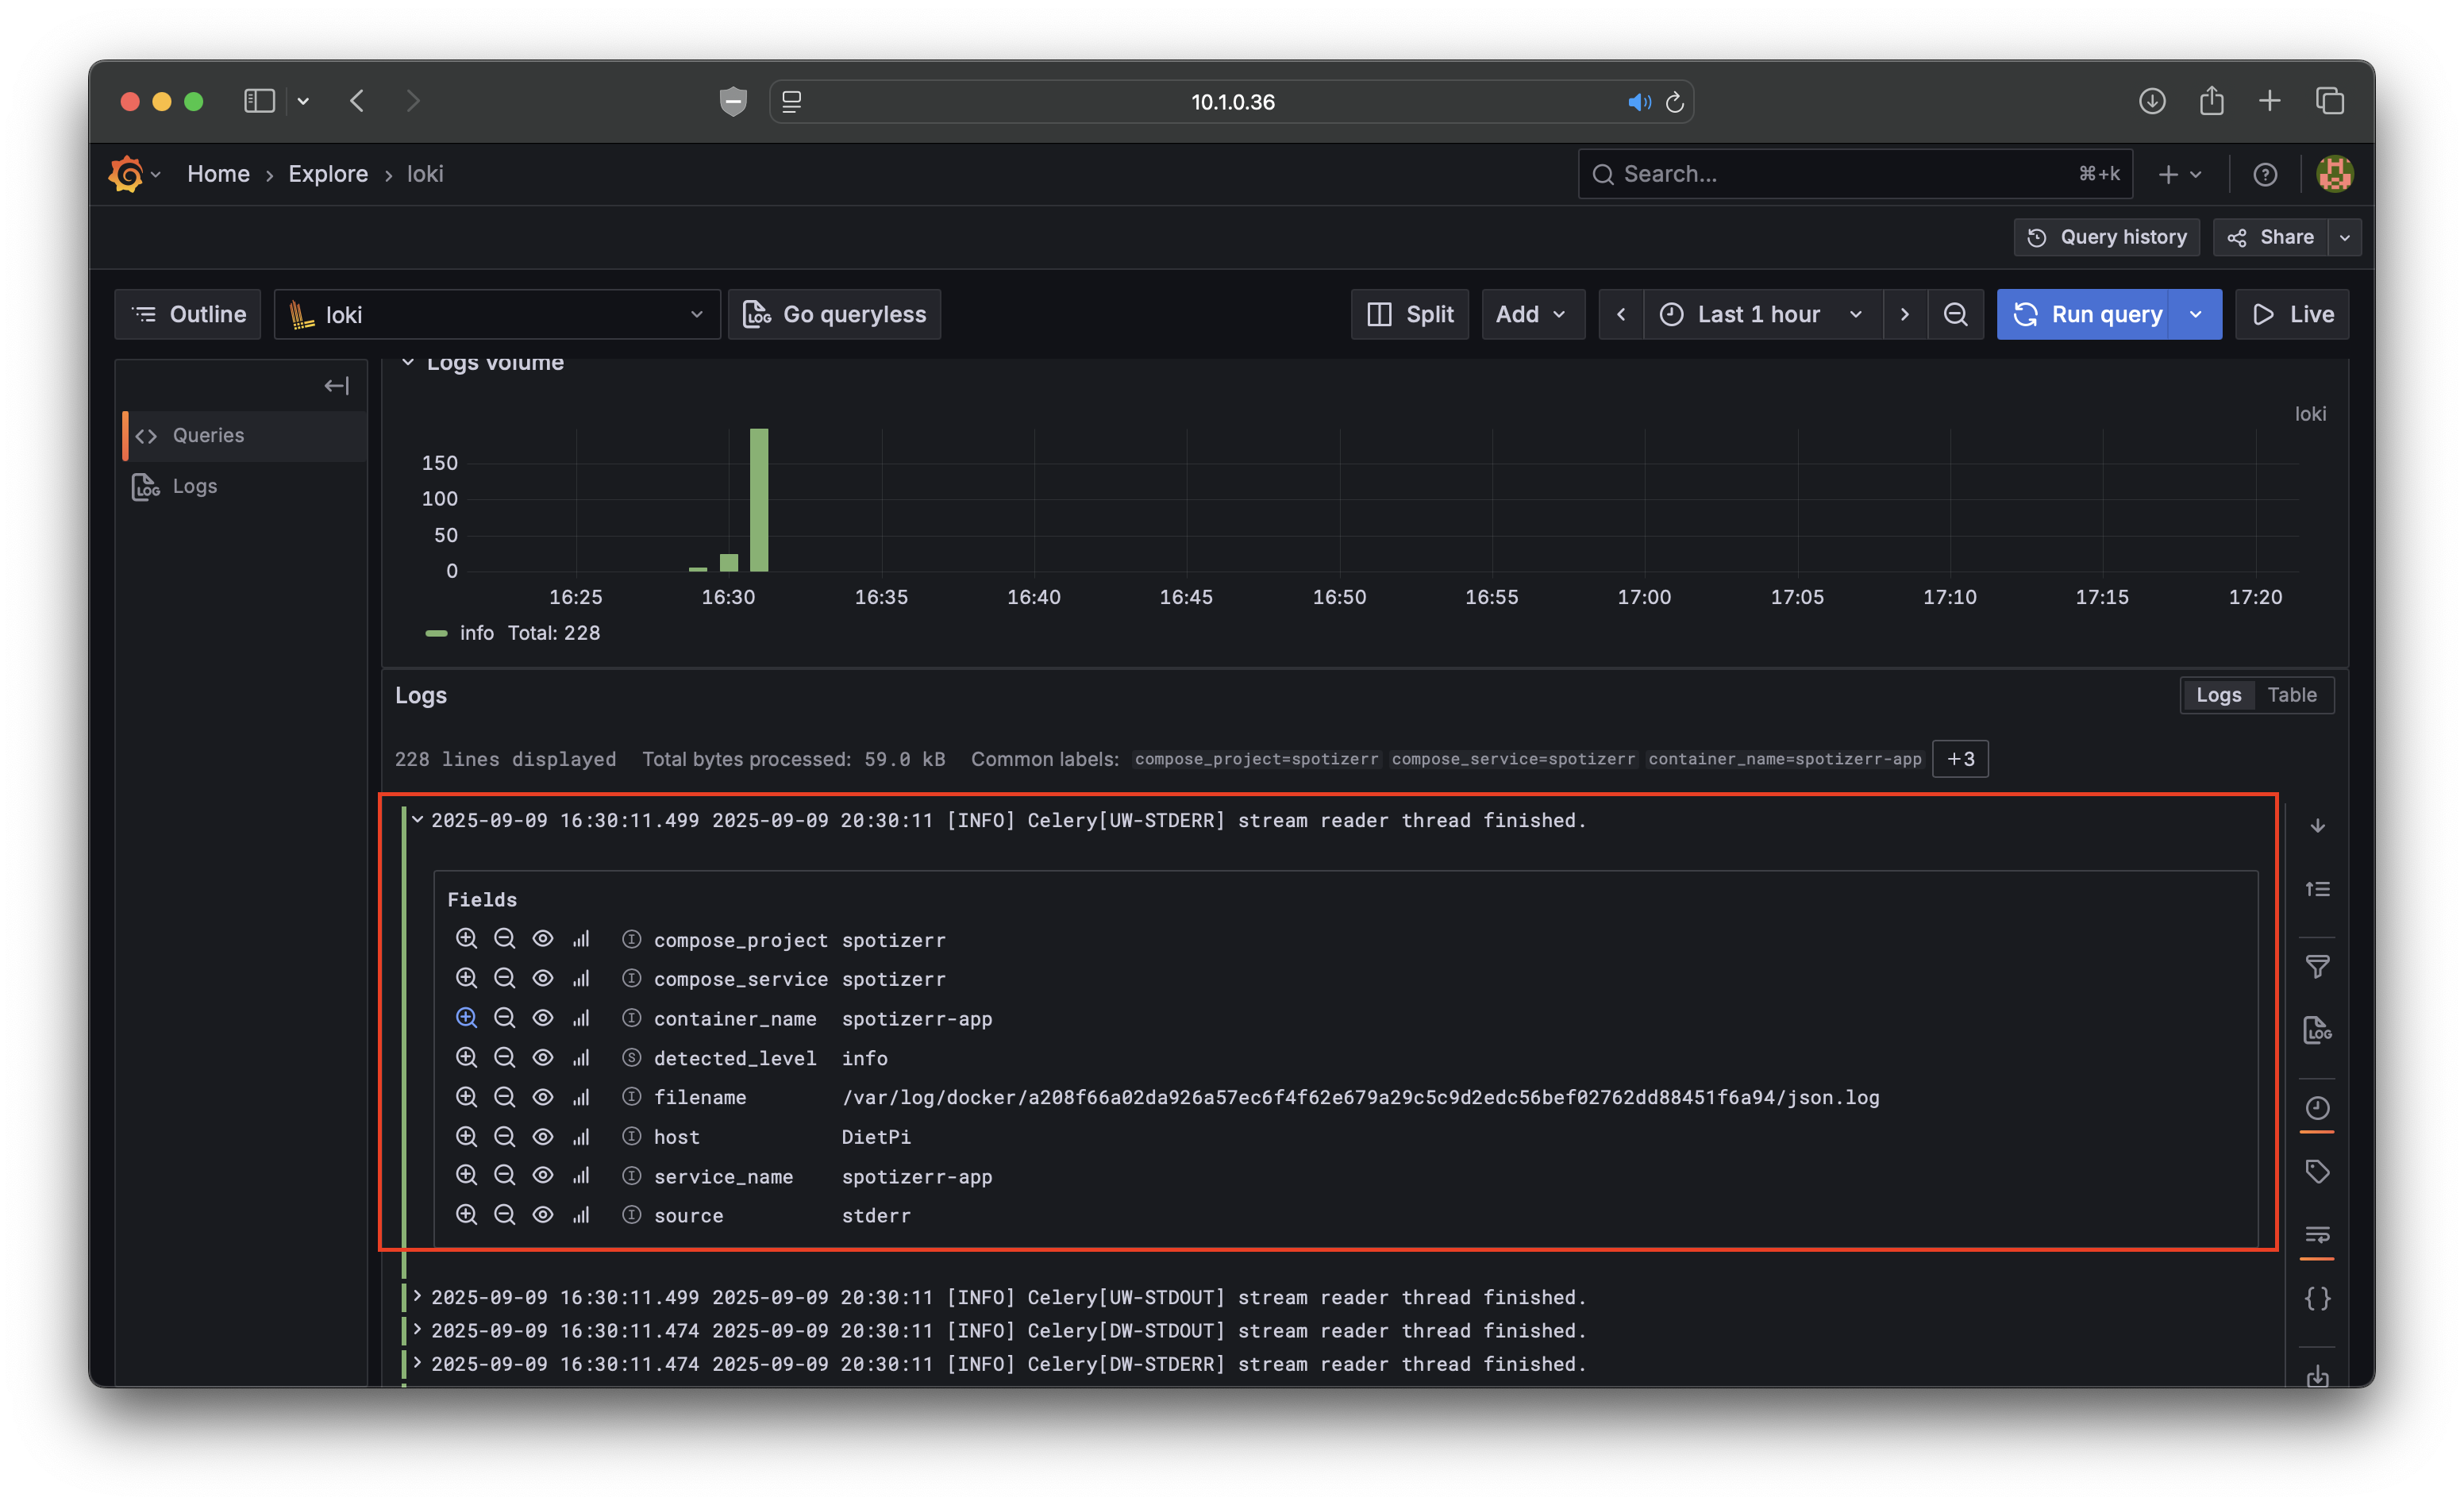 10.1.0.36
Home › Explore › loki
Search... ⌘+k
Query history Share
Outline loki Go queryless Split Add Last 1 hour Run query Live
Logs volume
Queries
Logs
loki
150
100
50
0
16:25 16:30 16:35 16:40 16:45 16:50 16:55 17:00 17:05 17:10 17:15 17:20
info Total: 228
Logs
Logs Table
228 lines displayed Total bytes processed: 59.0 kB Common labels: compose_project=spotizerr compose_service=spotizerr container_name=spotizerr-app +3
2025-09-09 16:30:11.499 2025-09-09 20:30:11 [INFO] Celery[UW-STDERR] stream reader thread finished.
Fields
compose_project spotizerr
compose_service spotizerr
container_name spotizerr-app
detected_level info
filename /var/log/docker/a208f66a02da926a57ec6f4f62e679a29c5c9d2edc56bef02762dd88451f6a94/json.log
host DietPi
service_name spotizerr-app
source stderr
2025-09-09 16:30:11.499 2025-09-09 20:30:11 [INFO] Celery[UW-STDOUT] stream reader thread finished.
2025-09-09 16:30:11.474 2025-09-09 20:30:11 [INFO] Celery[DW-STDOUT] stream reader thread finished.
2025-09-09 16:30:11.474 2025-09-09 20:30:11 [INFO] Celery[DW-STDERR] stream reader thread finished.